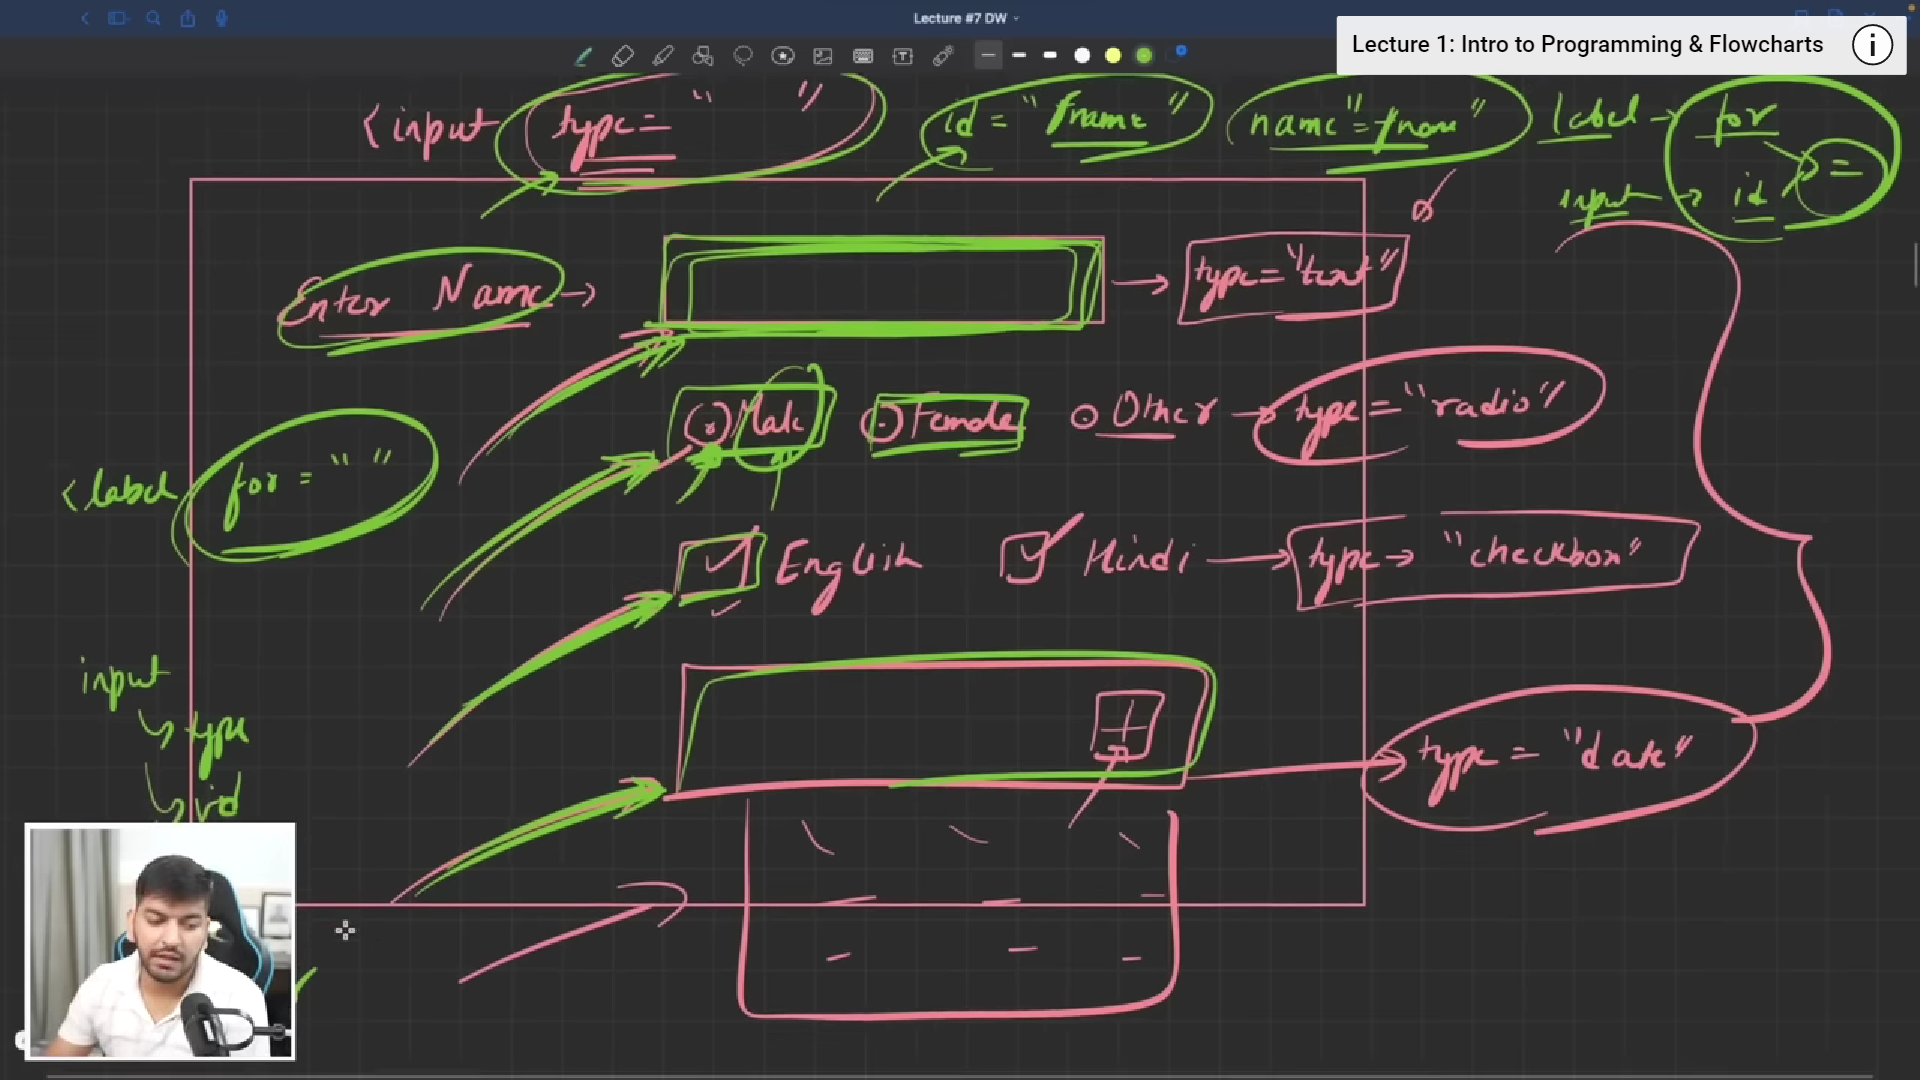 Lecture #7 DW
Lecture 1: Intro to Programming & Flowcharts
<input type= " " id = "fname" name="fname" label → for
input → id =
Enter Name → → type="text"
Male Female Other → type="radio"
<label for = " "
English Hindi → type → "checkbox"
input
type
id
type = "date"